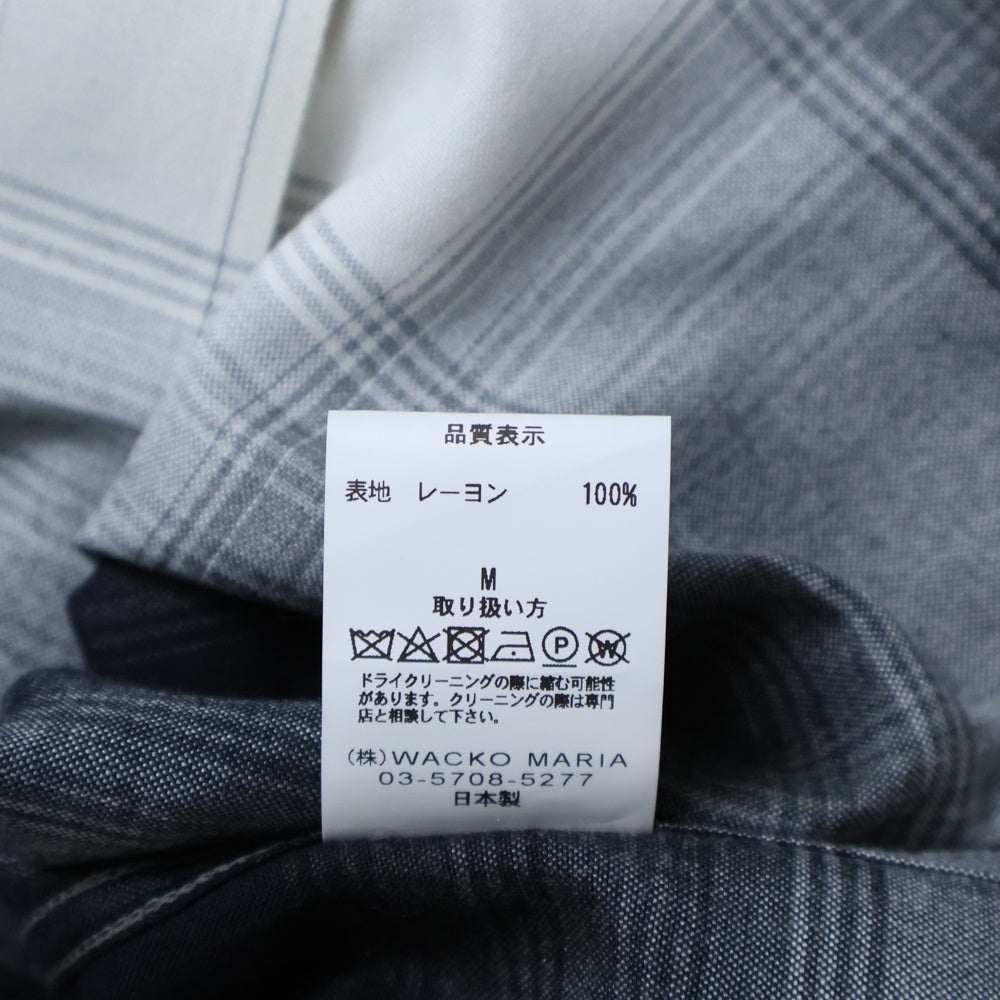 品質表示
表地 レーヨン 100%
M
取り扱い方
P W
ドライクリーニングの際に縮む可能性
があります。クリーニングの際は専門
店と相談して下さい。
(株)WACKO MARIA
03-5708-5277
日本製